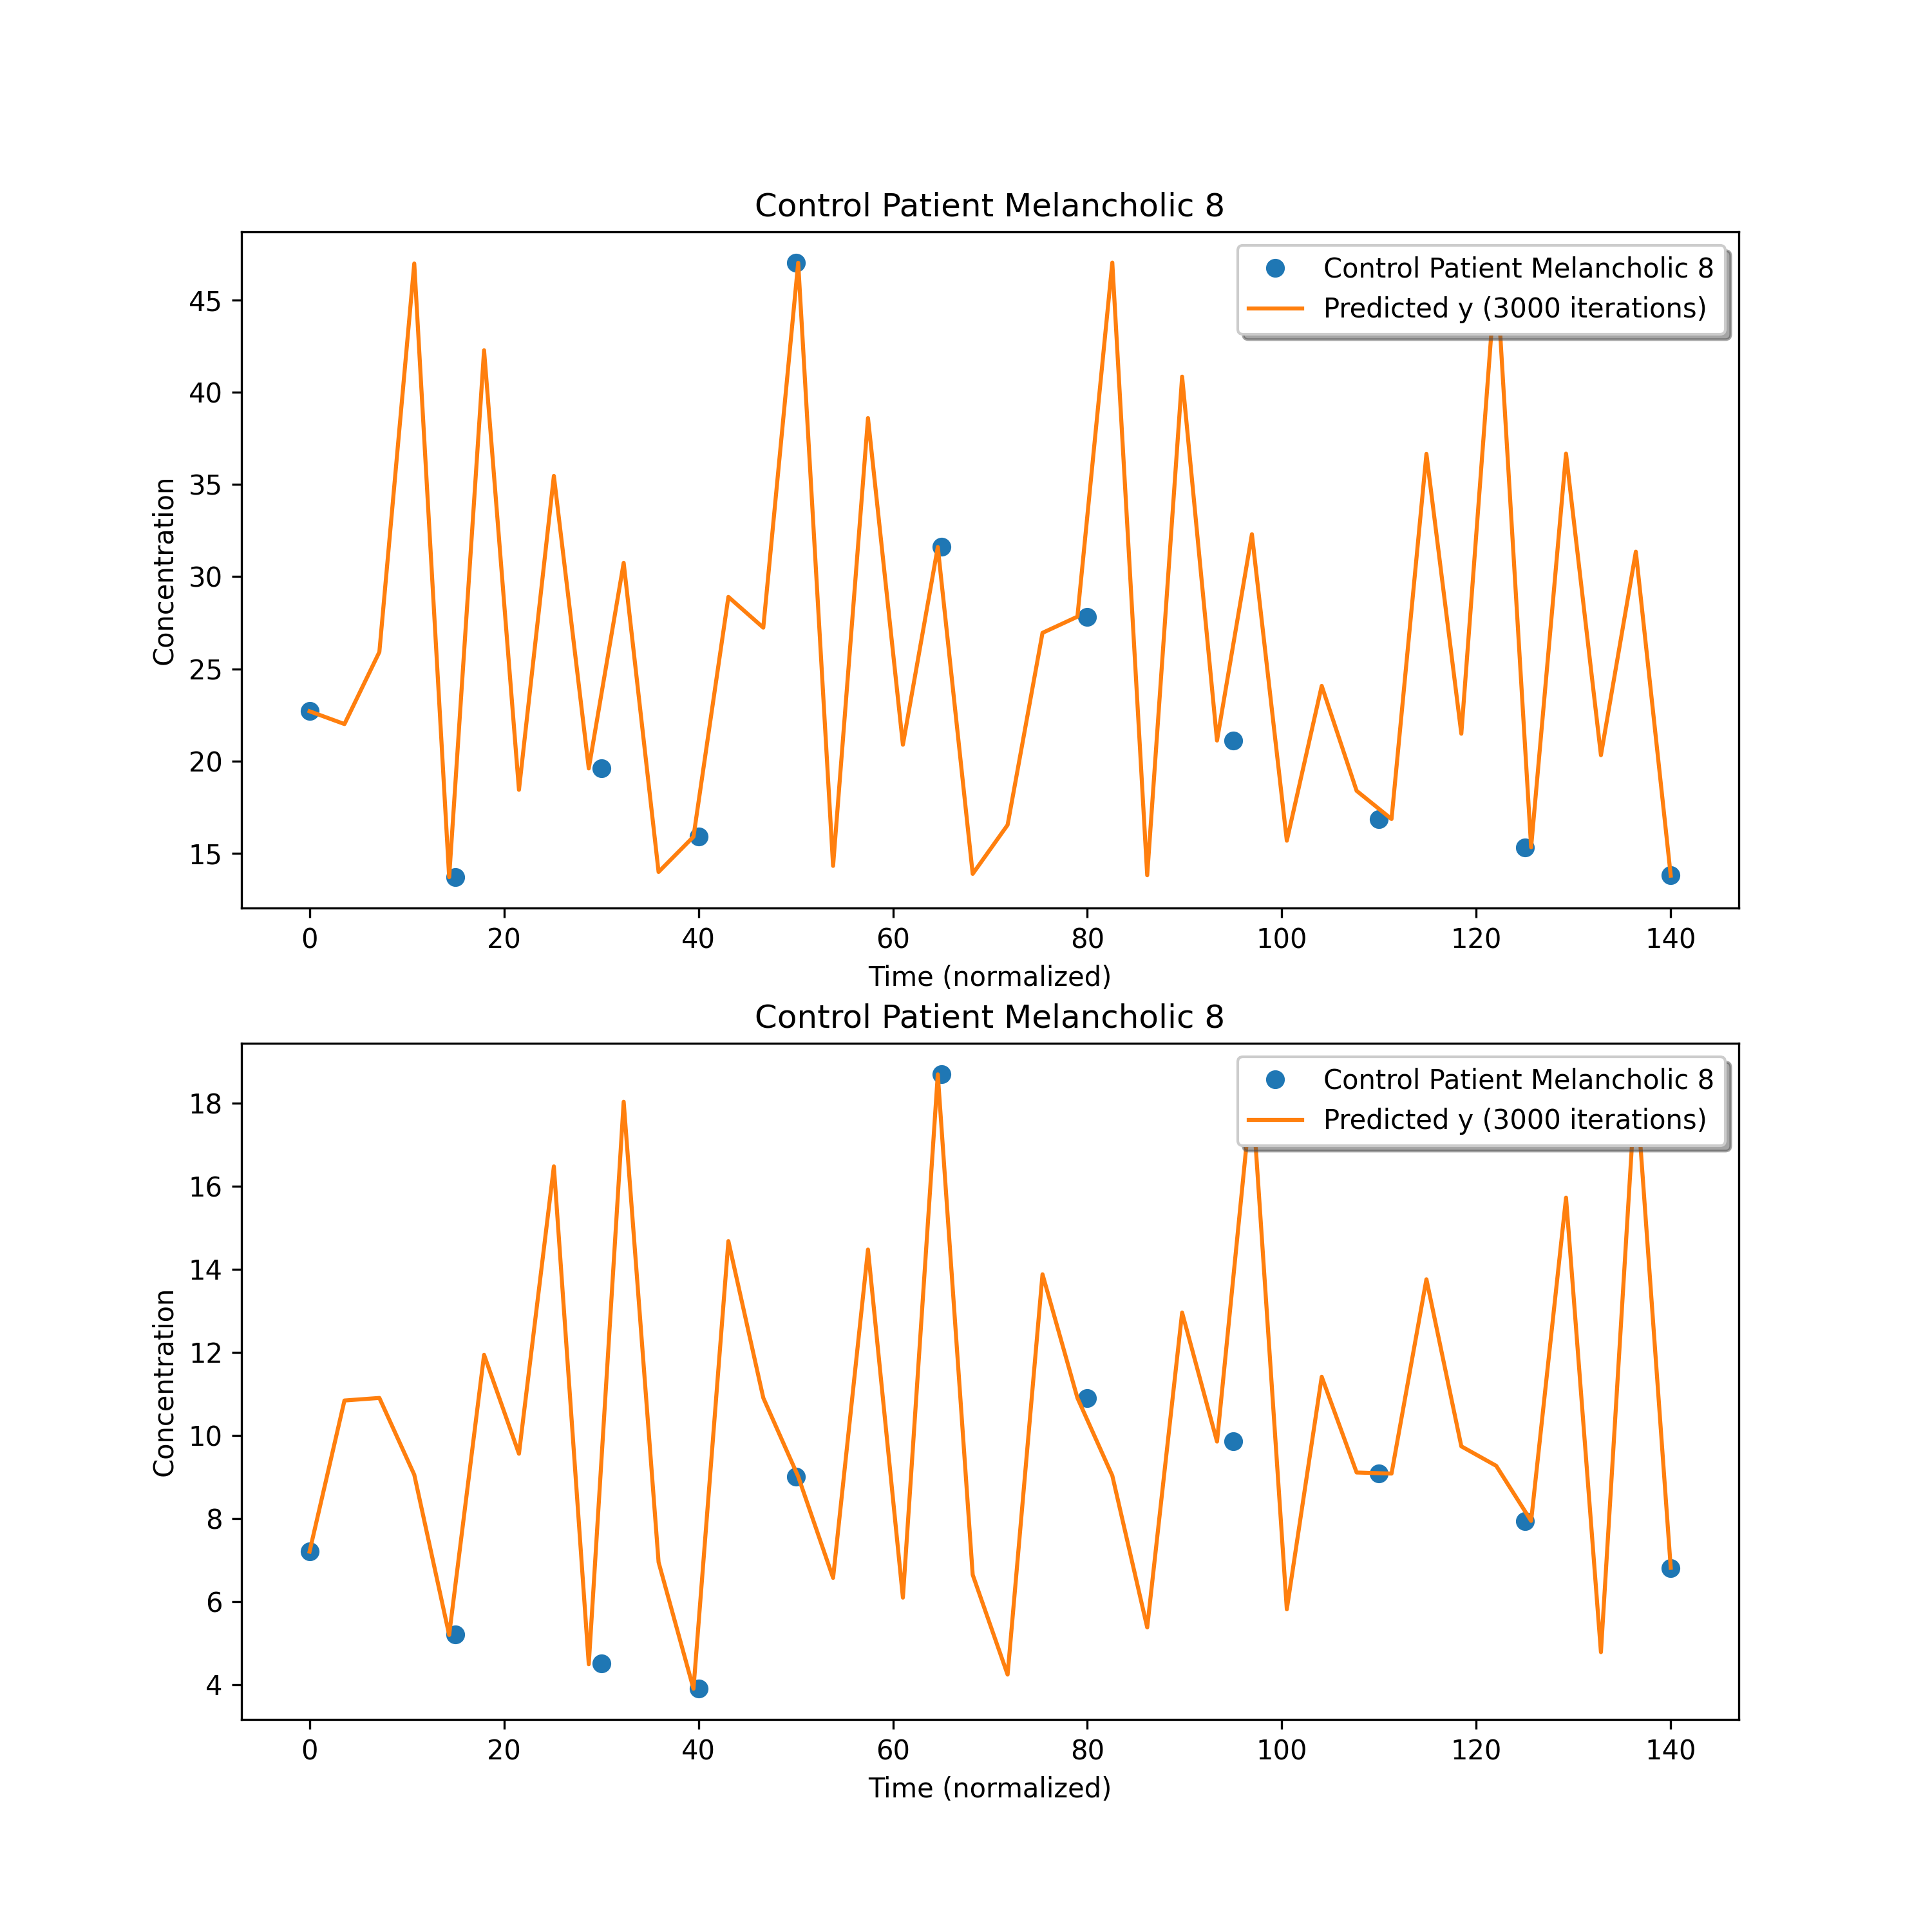 Control Patient Melancholic 8
Control Patient Melancholic 8
Predicted y (3000 iterations)
45
40
35
30
25
20
15
Concentration
0 20 40 60 80 100 120 140
Time (normalized)
Control Patient Melancholic 8
Control Patient Melancholic 8
Predicted y (3000 iterations)
18
16
14
12
10
8
6
4
Concentration
0 20 40 60 80 100 120 140
Time (normalized)